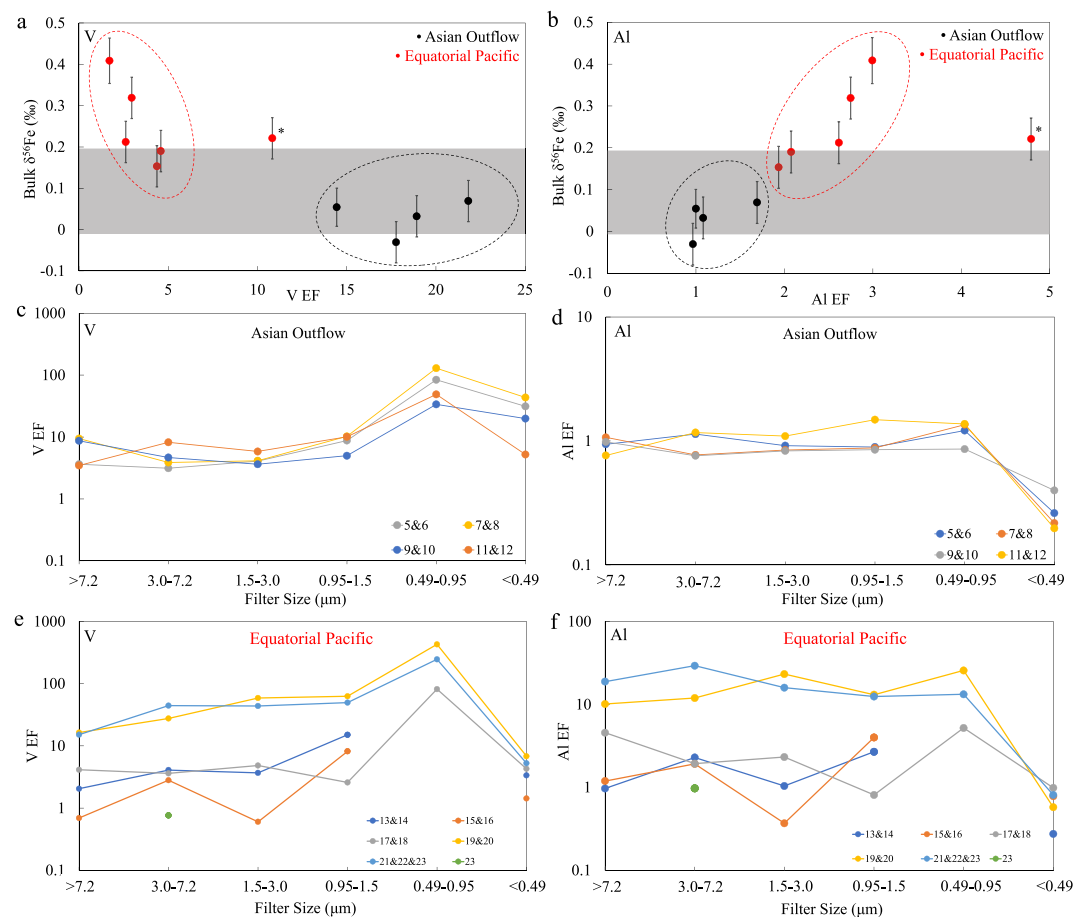 a
V
Asian Outflow
Equatorial Pacific
*
Bulk δ⁵⁶Fe (‰)
0.5
0.4
0.3
0.2
0.1
0
-0.1
0 5 10 15 20 25
V EF
b
Al
Asian Outflow
Equatorial Pacific
*
Bulk δ⁵⁶Fe (‰)
0.5
0.4
0.3
0.2
0.1
0
-0.1
0 1 2 3 4 5
Al EF
c
V
Asian Outflow
V EF
1000
100
10
1
0.1
5&6 7&8
9&10 11&12
>7.2 3.0-7.2 1.5-3.0 0.95-1.5 0.49-0.95 <0.49
Filter Size (μm)
d
Al
Asian Outflow
Al EF
10
1
0.1
5&6 7&8
9&10 11&12
>7.2 3.0-7.2 1.5-3.0 0.95-1.5 0.49-0.95 <0.49
Filter Size (μm)
e
V
Equatorial Pacific
V EF
1000
100
10
1
0.1
13&14 15&16
17&18 19&20
21&22&23 23
>7.2 3.0-7.2 1.5-3.0 0.95-1.5 0.49-0.95 <0.49
Filter Size (μm)
f
Al
Equatorial Pacific
Al EF
100
10
1
0.1
13&14 15&16 17&18
19&20 21&22&23 23
>7.2 3.0-7.2 1.5-3.0 0.95-1.5 0.49-0.95 <0.49
Filter Size (μm)